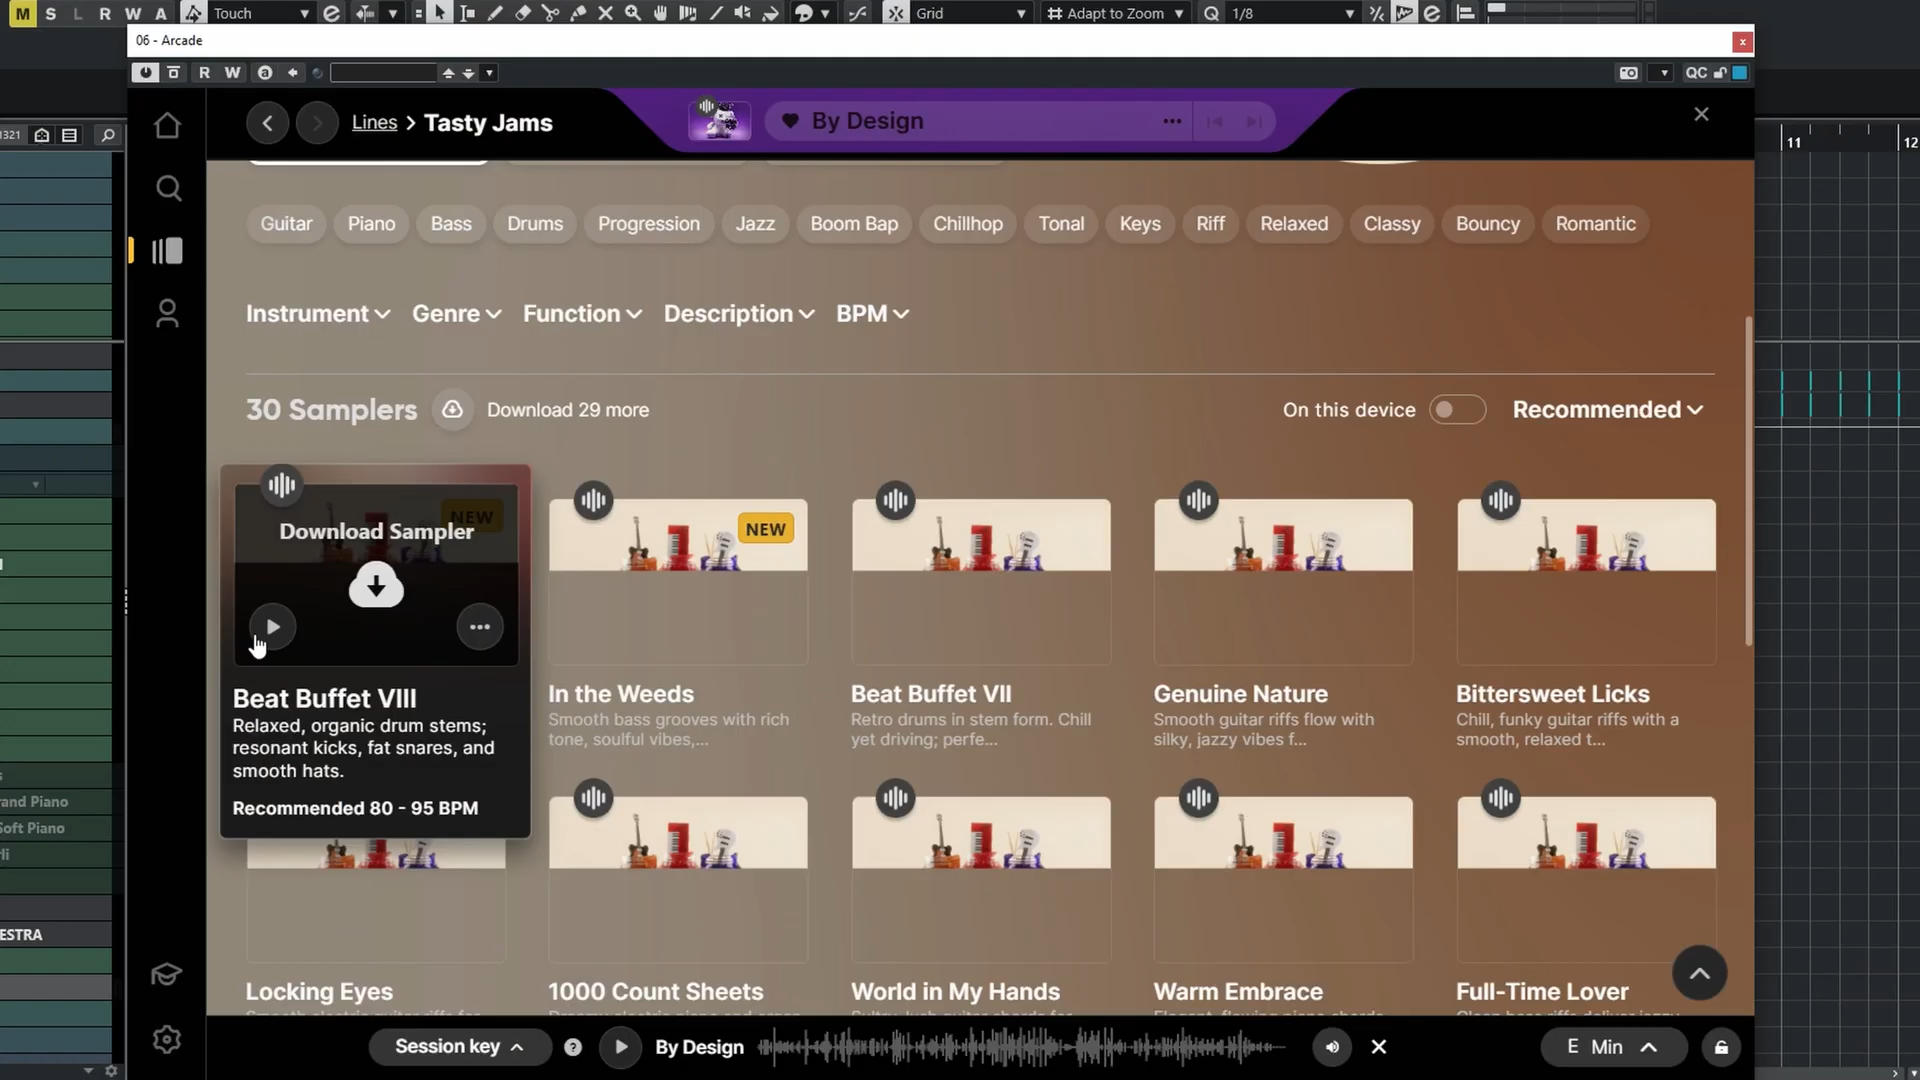 M S L R W A Touch Grid Adapt to Zoom Q 1/8
06 - Arcade
R W a QC
1321
Lines > Tasty Jams
By Design
11 12
Guitar Piano Bass Drums Progression Jazz Boom Bap Chillhop Tonal Keys Riff Relaxed Classy Bouncy Romantic
Instrument Genre Function Description BPM
30 Samplers Download 29 more
On this device Recommended
NEW
Download Sampler
Beat Buffet VIII
Relaxed, organic drum stems;
resonant kicks, fat snares, and
smooth hats.
Recommended 80 - 95 BPM
NEW
In the Weeds
Smooth bass grooves with rich
tone, soulful vibes,...
Beat Buffet VII
Retro drums in stem form. Chill
yet driving; perfe...
Genuine Nature
Smooth guitar riffs flow with
silky, jazzy vibes f...
Bittersweet Licks
Chill, funky guitar riffs with a
smooth, relaxed t...
rand Piano
Soft Piano
rli
ESTRA
Locking Eyes
1000 Count Sheets
World in My Hands
Warm Embrace
Full-Time Lover
Session key ? By Design
E Min